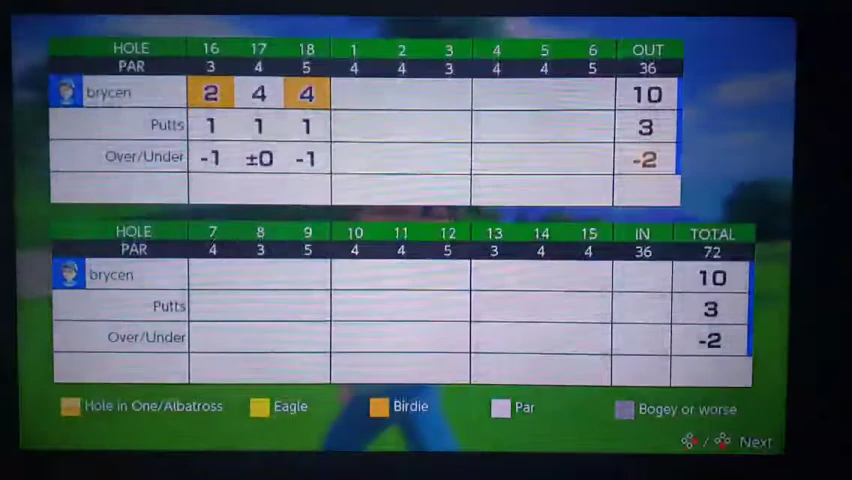 HOLE 16 17 18 1 2 3 4 5 6 OUT
PAR 3 4 5 4 4 3 4 4 5 36
brycen 2 4 4 10
Putts 1 1 1 3
Over/Under -1 ±0 -1 -2
HOLE 7 8 9 10 11 12 13 14 15 IN TOTAL
PAR 4 3 5 4 4 5 3 4 4 36 72
brycen 10
Putts 3
Over/Under -2
Hole in One/Albatross Eagle Birdie Par Bogey or worse
/ Next